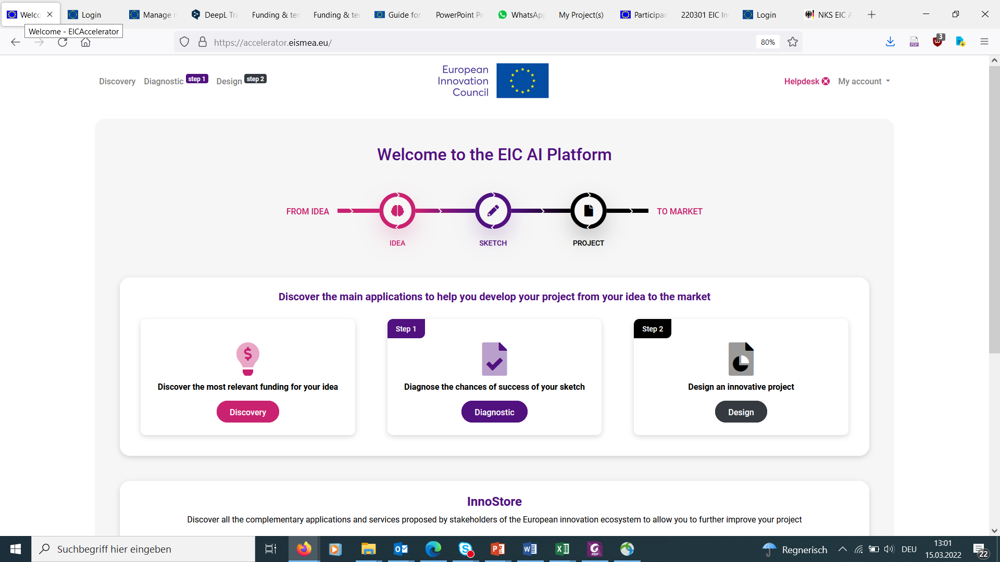 Welco
Login
Manage
DeepL Tra
Funding & ten
Funding & ten
Guide for
PowerPoint Pr
WhatsApp
My Project(s)
Participan
220301 EIC In
Login
NKS EIC A
Welcome - EICAccelerator
https://accelerator.eismea.eu/
80%
PDF
3
Discovery
Diagnostic step 1
Design step 2
European
Innovation
Council
Helpdesk
My account
Welcome to the EIC AI Platform
FROM IDEA
TO MARKET
IDEA
SKETCH
PROJECT
Discover the main applications to help you develop your project from your idea to the market
$
Discover the most relevant funding for your idea
Discovery
Step 1
Diagnose the chances of success of your sketch
Diagnostic
Step 2
Design an innovative project
Design
InnoStore
Discover all the complementary applications and services proposed by stakeholders of the European innovation ecosystem to allow you to further improve your project
Suchbegriff hier eingeben
PDF
Regnerisch
DEU
13:01
15.03.2022
22